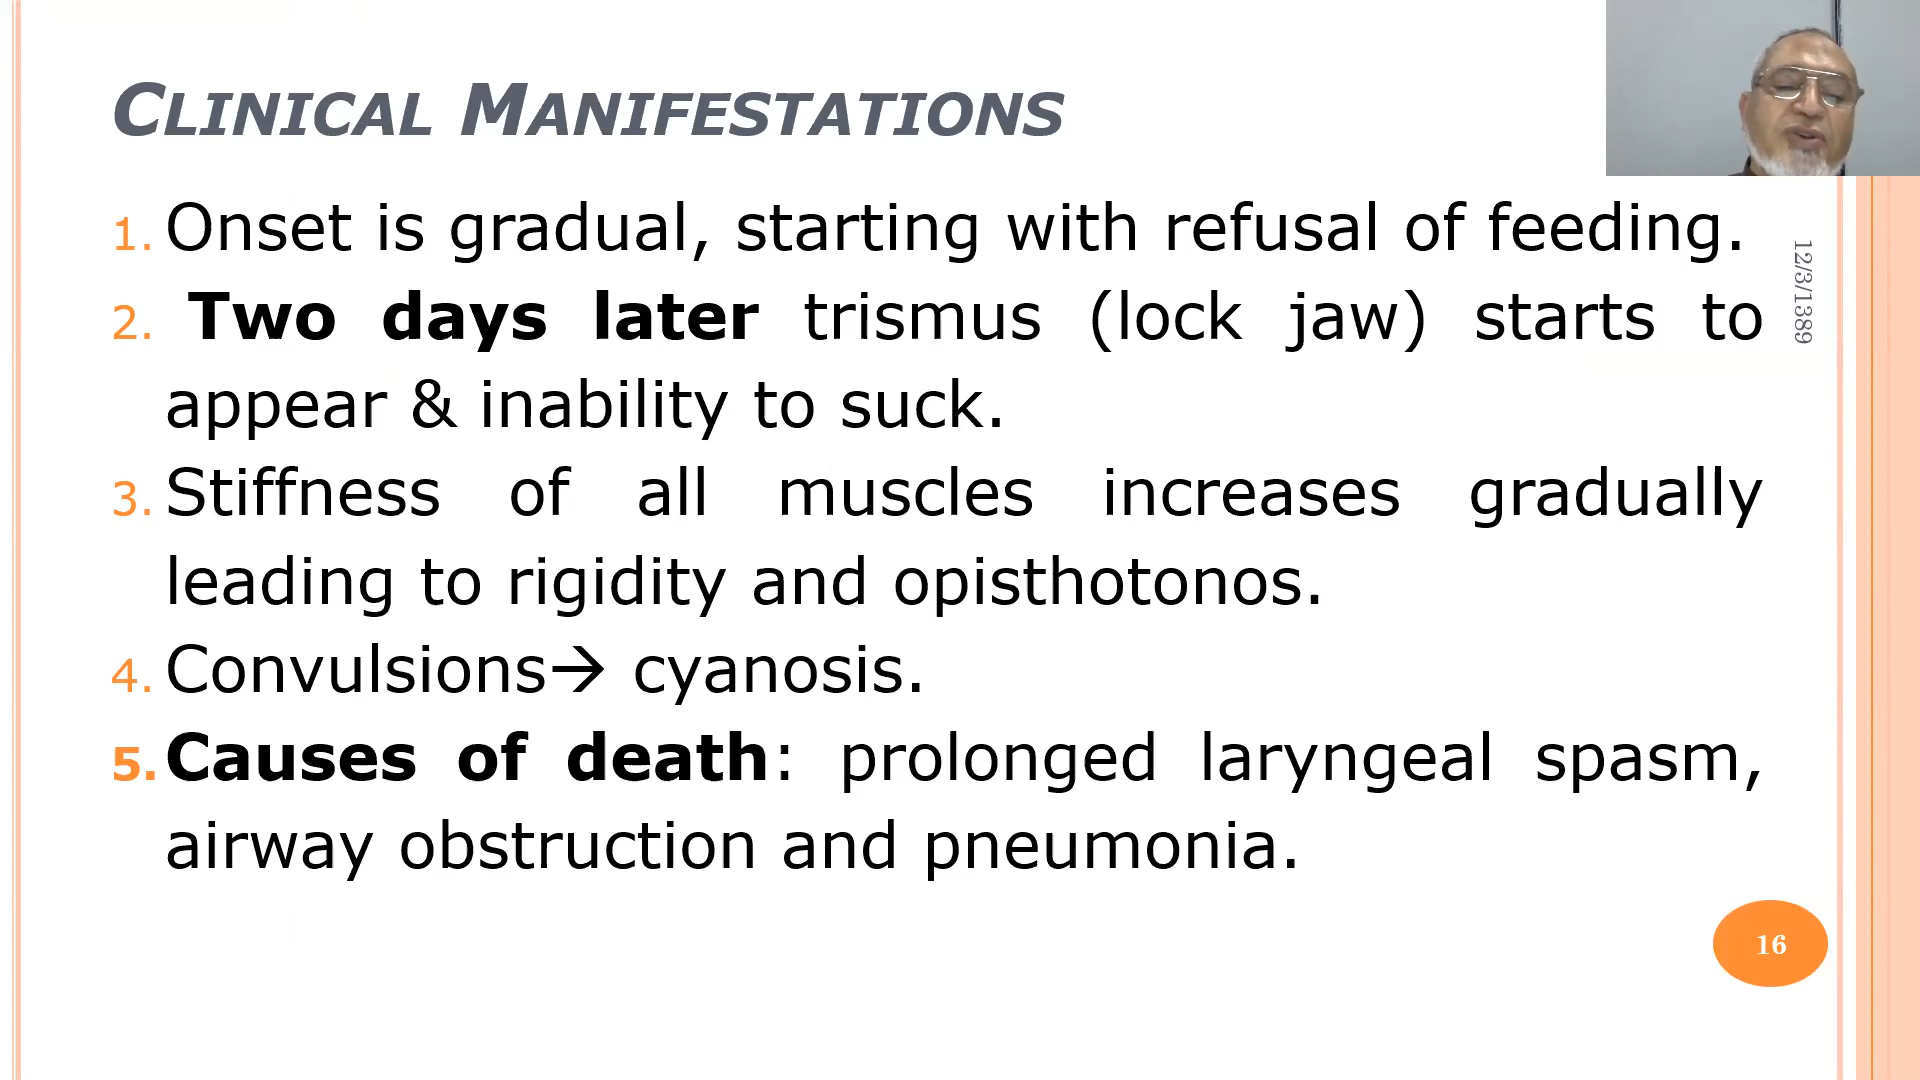 CLINICAL MANIFESTATIONS
1. Onset is gradual, starting with refusal of feeding.
2. Two days later trismus (lock jaw) starts to
appear & inability to suck.
3. Stiffness of all muscles increases gradually
leading to rigidity and opisthotonos.
4. Convulsions→ cyanosis.
5. Causes of death: prolonged laryngeal spasm,
airway obstruction and pneumonia.
12/3/1389
16